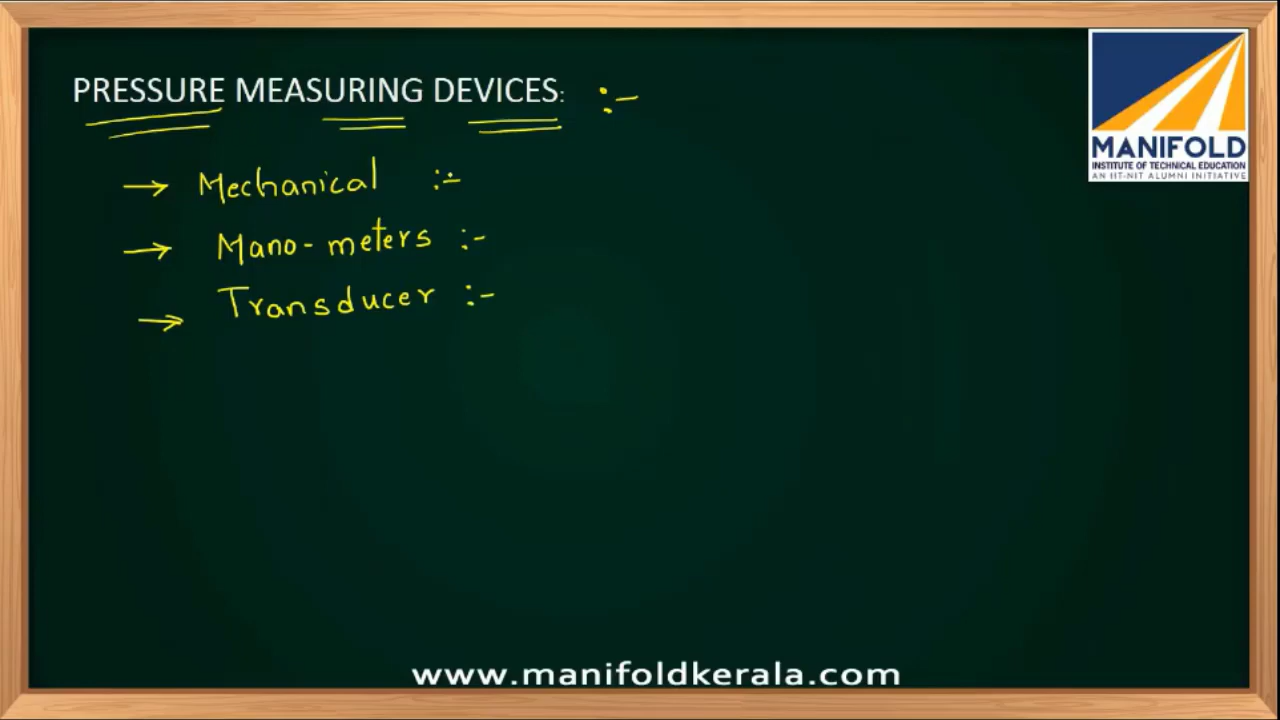 PRESSURE MEASURING DEVICES: :-
→ Mechanical :-
→ Mano-meters :-
→ Transducer :-
MANIFOLD
INSTITUTE OF TECHNICAL EDUCATION
AN IIT-NIT ALUMNI INITIATIVE
www.manifoldkerala.com